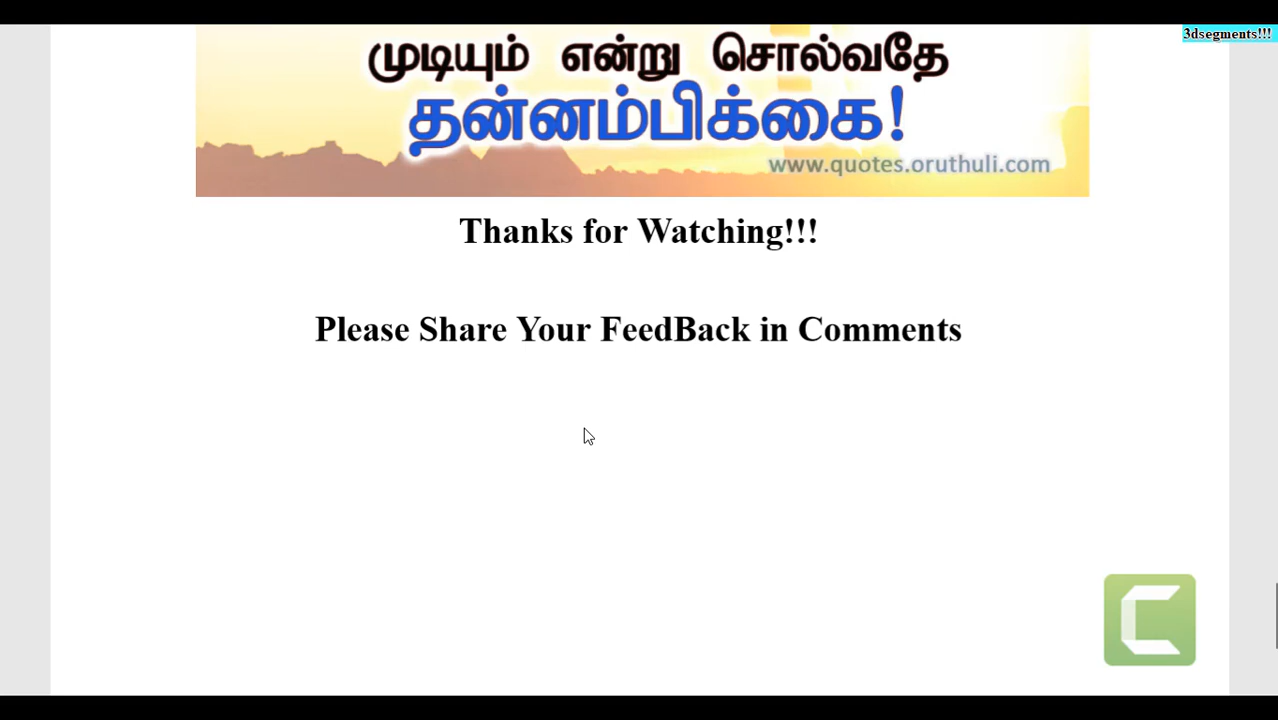 3dsegments!!!
முடியும் என்று சொல்வதே
தன்னம்பிக்கை!
www.quotes.oruthuli.com
Thanks for Watching!!!
Please Share Your FeedBack in Comments